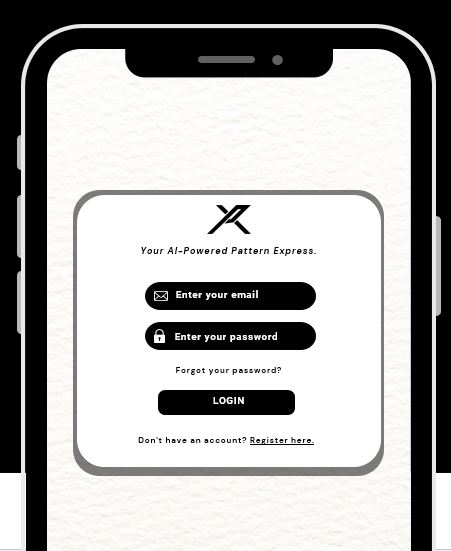 Your AI-Powered Pattern Express.
Enter your email
Enter your password
Forgot your password?
LOGIN
Don't have an account? Register here.